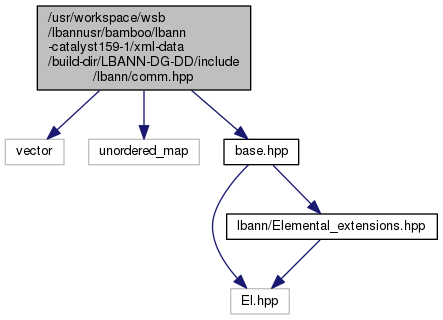 /usr/workspace/wsb
/lbannusr/bamboo/lbann
-catalyst159-1/xml-data
/build-dir/LBANN-DG-DD/include
/lbann/comm.hpp
vector
unordered_map
base.hpp
lbann/Elemental_extensions.hpp
El.hpp